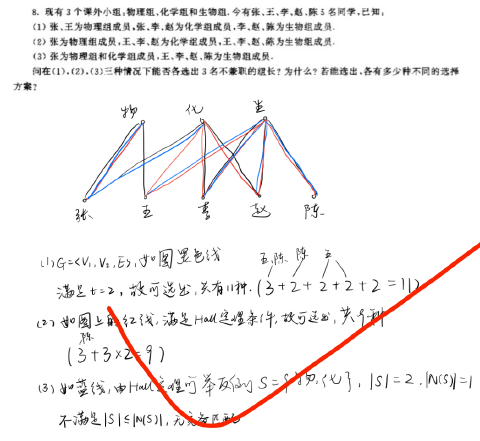 8. 现有3个课外小组:物理组、化学组和生物组.今有张、王、李、赵、陈5名同学,已知:
(1) 张、王为物理组成员,张、李、赵为化学组成员,李、赵、陈为生物组成员.
(2) 张为物理组成员,王、李、赵为化学组成员,王、李、赵、陈为生物组成员.
(3) 张为物理组和化学组成员,王、李、赵、陈为生物组成员.
问在(1),(2),(3)三种情况下能否各选出3名不兼职的组长?为什么?若能选出,各有多少种不同的选择
方案?
物 化 生
张 王 李 赵 陈
(1) G=<V₁,V₂,E>,如图黑色线
王,陈 陈 王
满足t=2,故可选出,共有11种.(3+2+2+2+2=11)
(2) 如图上的红线,满足Hall定理条件,故可选出,共9种
陈
(3+3×2=9)
(3) 如蓝线,由Hall定理可举反例 S={物,化},|S|=2,|N(S)|=1
不满足|S|≤|N(S)|,无完备匹配